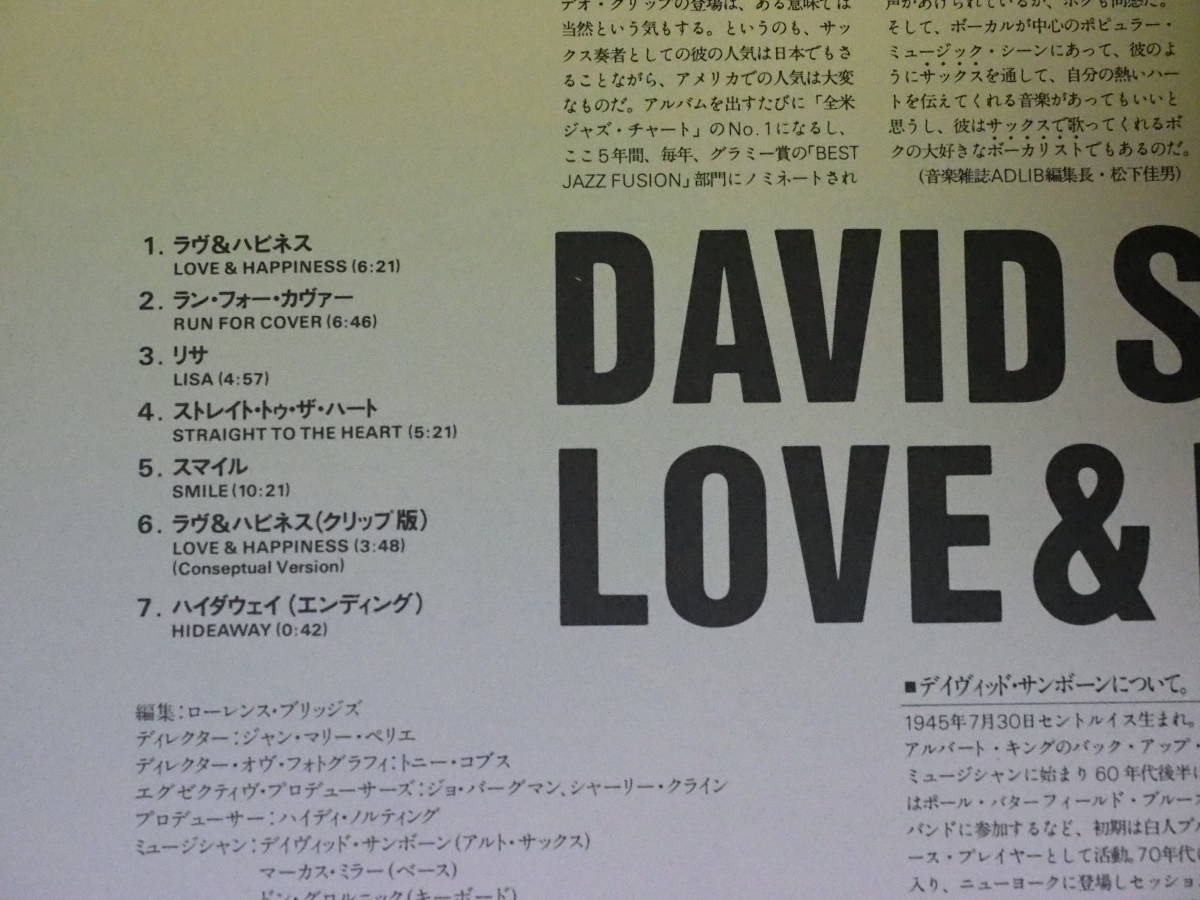 デオ・クリップの登場は、ある意味では
当然という気もする。というのも、サッ
クス奏者としての彼の人気は日本でもさ
ることながら、アメリカでの人気は大変
なものだ。アルバムを出すたびに「全米
ジャズ・チャート」のNo.1になるし、
ここ5年間、毎年、グラミー賞の「BEST
JAZZ FUSION」部門にノミネートされ
声があげられているが、ボクも同感だ。
そして、ボーカルが中心のポピュラー・
ミュージック・シーンにあって、彼のよ
うにサックスを通して、自分の熱いハー
トを伝えてくれる音楽があってもいいと
思うし、彼はサックスで歌ってくれるボ
クの大好きなボーカリストでもあるのだ。
(音楽雑誌ADLIB編集長・松下佳男)
1. ラヴ&ハピネス
LOVE & HAPPINESS (6:21)
2. ラン・フォー・カヴァー
RUN FOR COVER (6:46)
3. リサ
LISA (4:57)
4. ストレイト・トゥ・ザ・ハート
STRAIGHT TO THE HEART (5:21)
5. スマイル
SMILE (10:21)
6. ラヴ&ハピネス(クリップ版)
LOVE & HAPPINESS (3:48)
(Conseptual Version)
7. ハイダウェイ(エンディング)
HIDEAWAY (0:42)
DAVID S
LOVE &
編集:ローレンス・ブリッジズ
ディレクター:ジャン・マリー・ペリエ
ディレクター・オヴ・フォトグラフィ:トニー・コブス
エグゼクティヴ・プロデューサーズ:ジョ・バーグマン、シャーリー・クライン
プロデューサー:ハイディ・ノルティング
ミュージシャン:デイヴィッド・サンボーン(アルト・サックス)
マーカス・ミラー(ベース)
ドン・グロルニック(キーボード)
■デイヴィッド・サンボーンについて。
1945年7月30日セントルイス生まれ。
アルバート・キングのバック・アップ・
ミュージシャンに始まり60年代後半に
はポール・バターフィールド・ブルース
バンドに参加するなど、初期は白人ブル
ース・プレイヤーとして活動。70年代に
入り、ニューヨークに登場しセッション